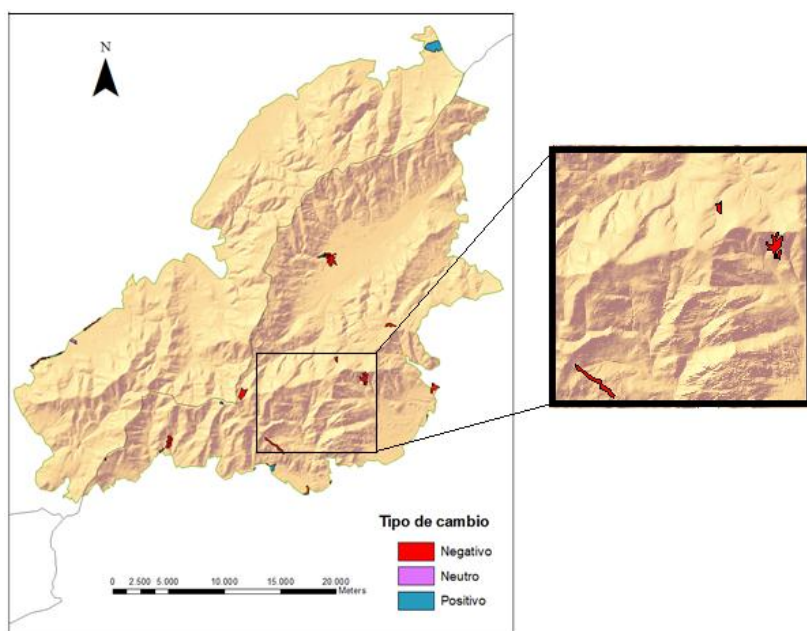 N
Tipo de cambio
Negativo
Neutro
Positivo
0 2.500 5.000 10.000 15.000 20.000
Meters